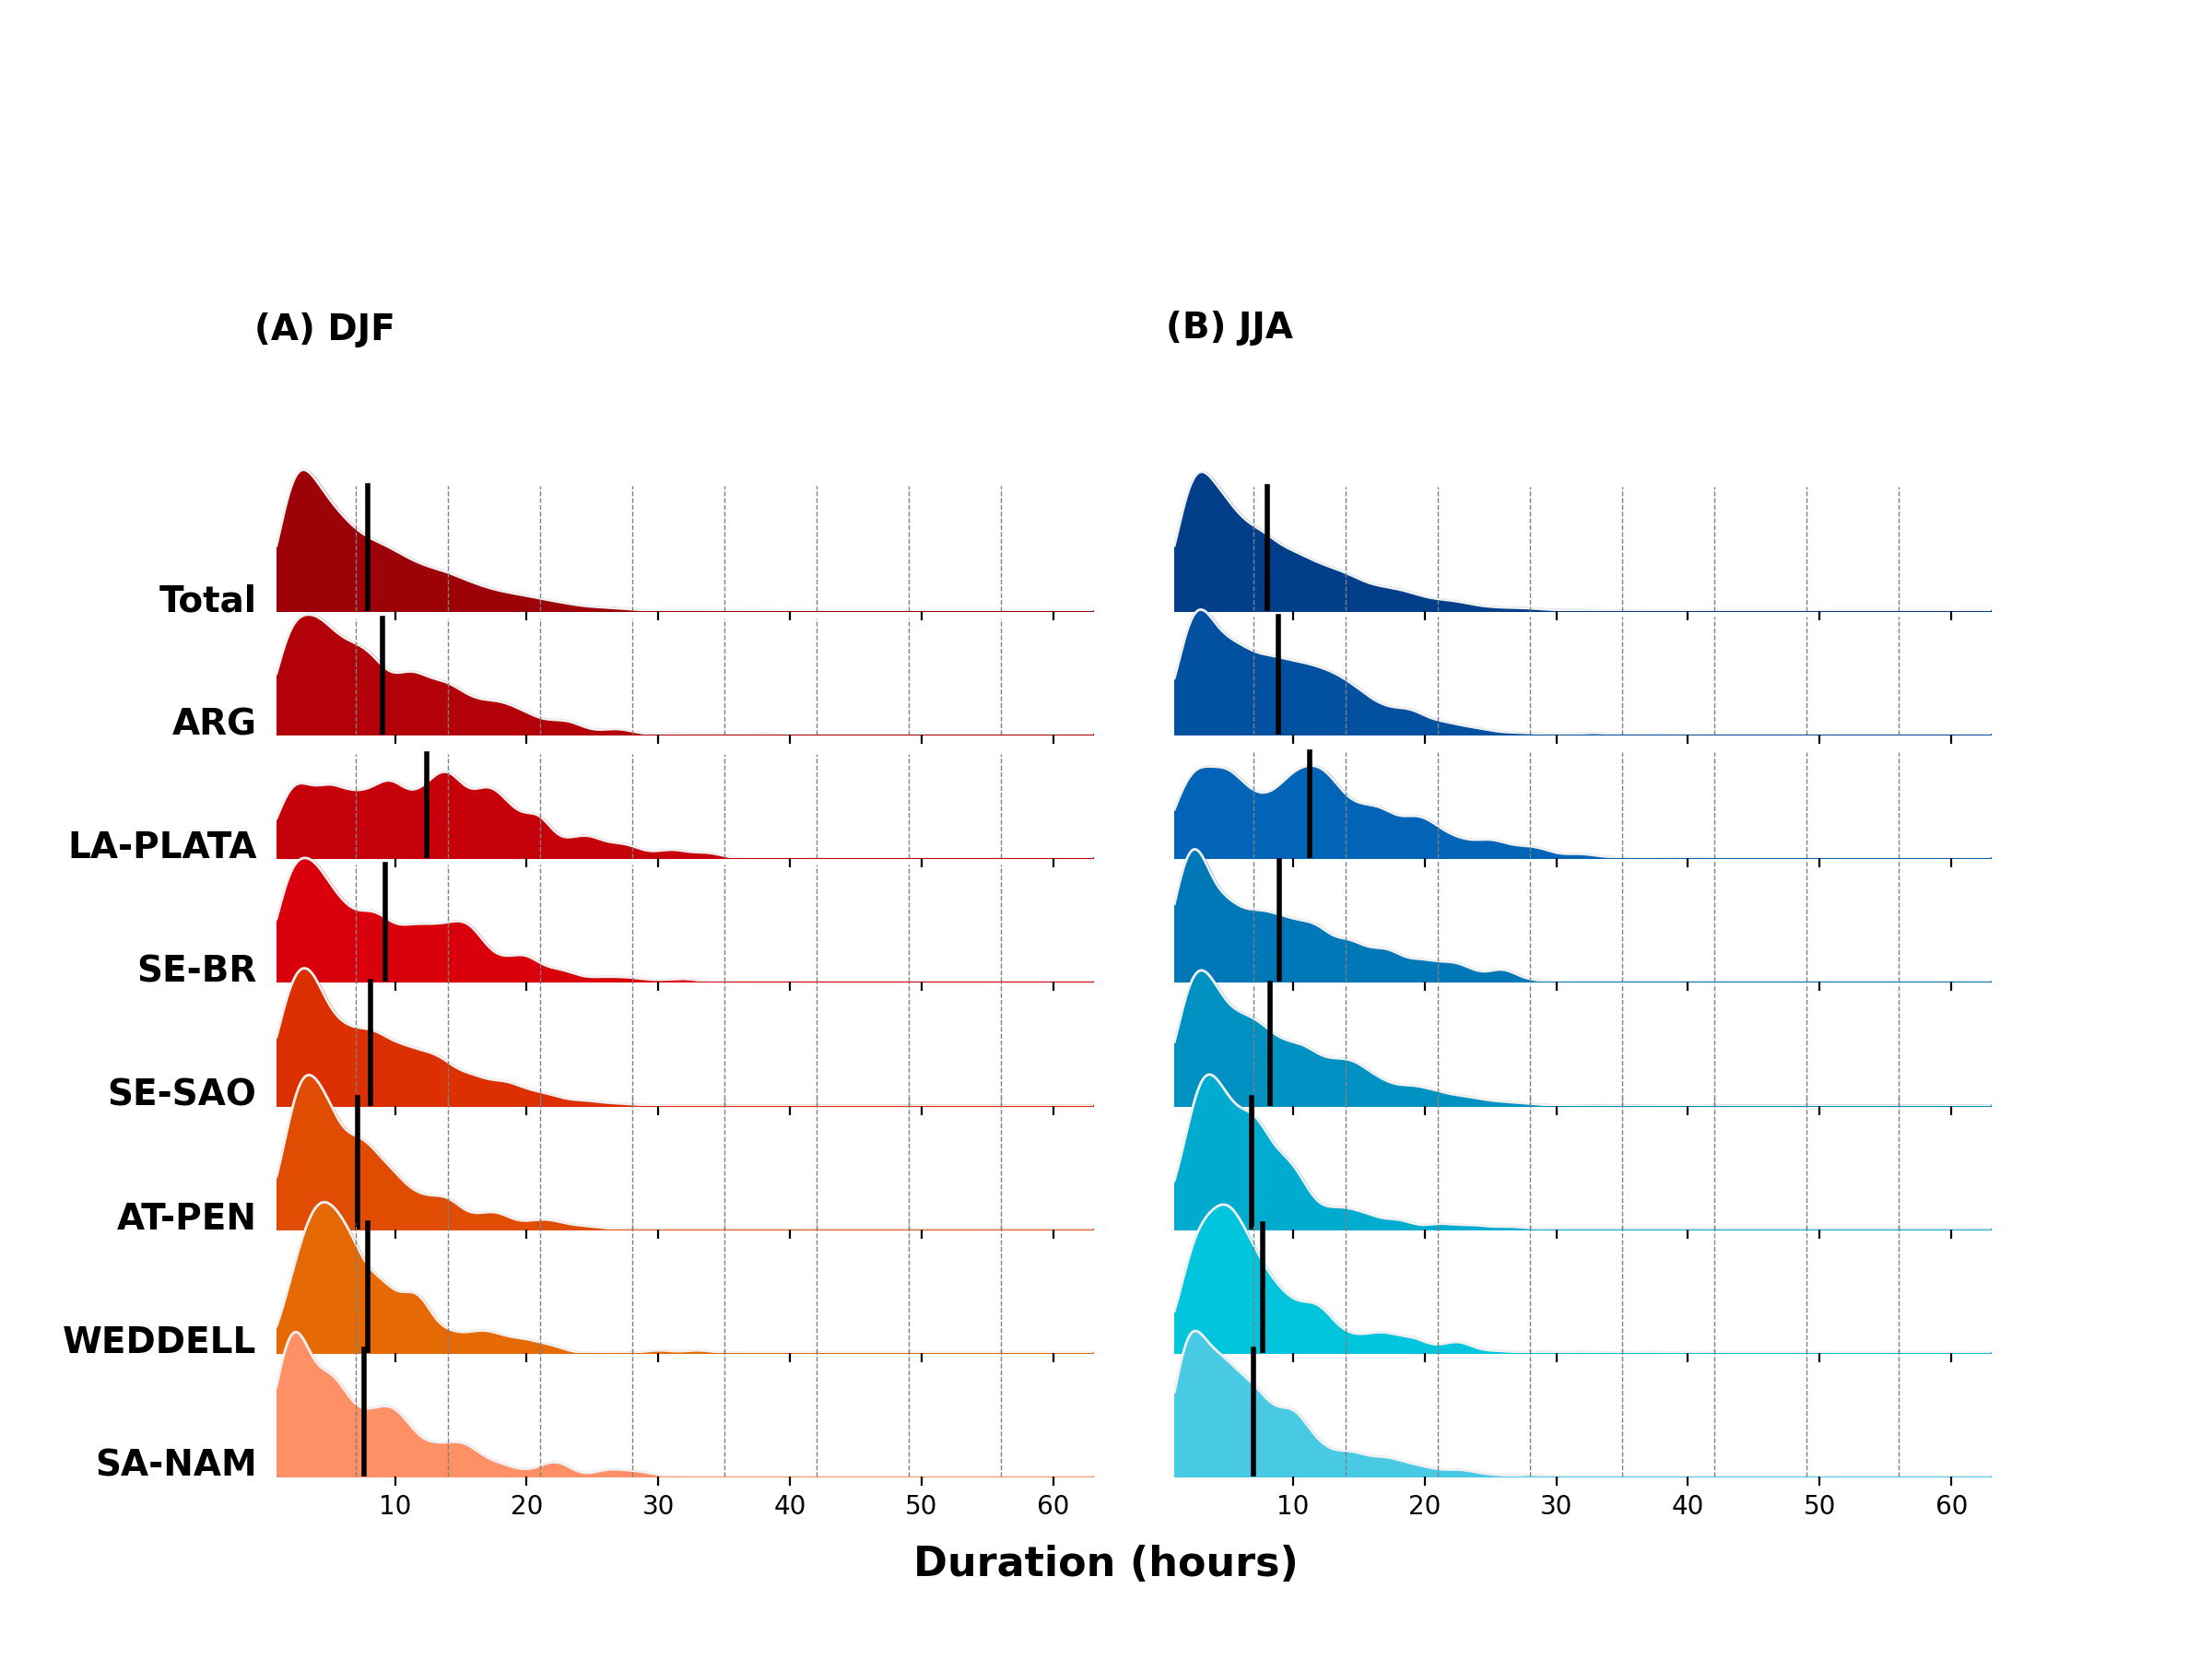 (A) DJF
(B) JJA
Total
ARG
LA-PLATA
SE-BR
SE-SAO
AT-PEN
WEDDELL
SA-NAM
10 20 30 40 50 60
10 20 30 40 50 60
Duration (hours)